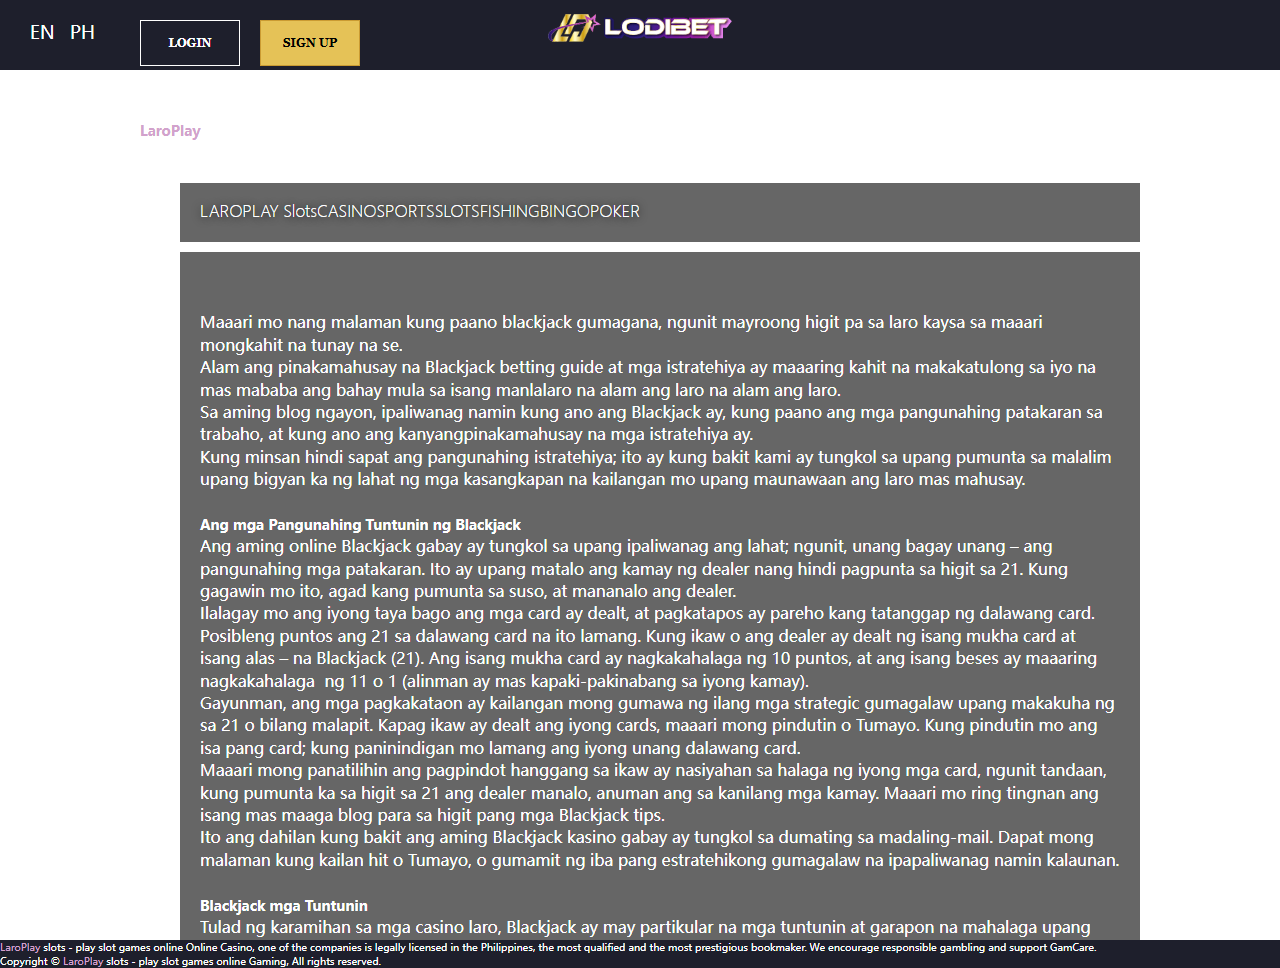 EN PH
LOGIN
SIGN UP
LODIBET
LaroPlay
LAROPLAY SlotsCASINOSPORTSSLOTSFISHINGBINGOPOKER
Maaari mo nang malaman kung paano blackjack gumagana, ngunit mayroong higit pa sa laro kaysa sa maaari
mongkahit na tunay na se.
Alam ang pinakamahusay na Blackjack betting guide at mga istratehiya ay maaaring kahit na makakatulong sa iyo na
mas mababa ang bahay mula sa isang manlalaro na alam ang laro na alam ang laro.
Sa aming blog ngayon, ipaliwanag namin kung ano ang Blackjack ay, kung paano ang mga pangunahing patakaran sa
trabaho, at kung ano ang kanyangpinakamahusay na mga istratehiya ay.
Kung minsan hindi sapat ang pangunahing istratehiya; ito ay kung bakit kami ay tungkol sa upang pumunta sa malalim
upang bigyan ka ng lahat ng mga kasangkapan na kailangan mo upang maunawaan ang laro mas mahusay.
Ang mga Pangunahing Tuntunin ng Blackjack
Ang aming online Blackjack gabay ay tungkol sa upang ipaliwanag ang lahat; ngunit, unang bagay unang – ang
pangunahing mga patakaran. Ito ay upang matalo ang kamay ng dealer nang hindi pagpunta sa higit sa 21. Kung
gagawin mo ito, agad kang pumunta sa suso, at mananalo ang dealer.
Ilalagay mo ang iyong taya bago ang mga card ay dealt, at pagkatapos ay pareho kang tatanggap ng dalawang card.
Posibleng puntos ang 21 sa dalawang card na ito lamang. Kung ikaw o ang dealer ay dealt ng isang mukha card at
isang alas – na Blackjack (21). Ang isang mukha card ay nagkakahalaga ng 10 puntos, at ang isang beses ay maaaring
nagkakahalaga  ng 11 o 1 (alinman ay mas kapaki-pakinabang sa iyong kamay).
Gayunman, ang mga pagkakataon ay kailangan mong gumawa ng ilang mga strategic gumagalaw upang makakuha ng
sa 21 o bilang malapit. Kapag ikaw ay dealt ang iyong cards, maaari mong pindutin o Tumayo. Kung pindutin mo ang
isa pang card; kung paninindigan mo lamang ang iyong unang dalawang card.
Maaari mong panatilihin ang pagpindot hanggang sa ikaw ay nasiyahan sa halaga ng iyong mga card, ngunit tandaan,
kung pumunta ka sa higit sa 21 ang dealer manalo, anuman ang sa kanilang mga kamay. Maaari mo ring tingnan ang
isang mas maaga blog para sa higit pang mga Blackjack tips.
Ito ang dahilan kung bakit ang aming Blackjack kasino gabay ay tungkol sa dumating sa madaling-mail. Dapat mong
malaman kung kailan hit o Tumayo, o gumamit ng iba pang estratehikong gumagalaw na ipapaliwanag namin kalaunan.
Blackjack mga Tuntunin
Tulad ng karamihan sa mga casino laro, Blackjack ay may partikular na mga tuntunin at garapon na mahalaga upang
LaroPlay slots - play slot games online Online Casino, one of the companies is legally licensed in the Philippines, the most qualified and the most prestigious bookmaker. We encourage responsible gambling and support GamCare.
Copyright © LaroPlay slots - play slot games online Gaming, All rights reserved.